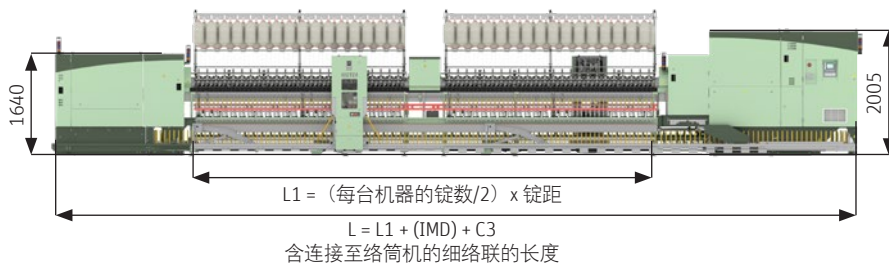 1640
2005
L1 =（每台机器的锭数/2）x 锭距
L = L1 + (IMD) + C3
含连接至络筒机的细络联的长度